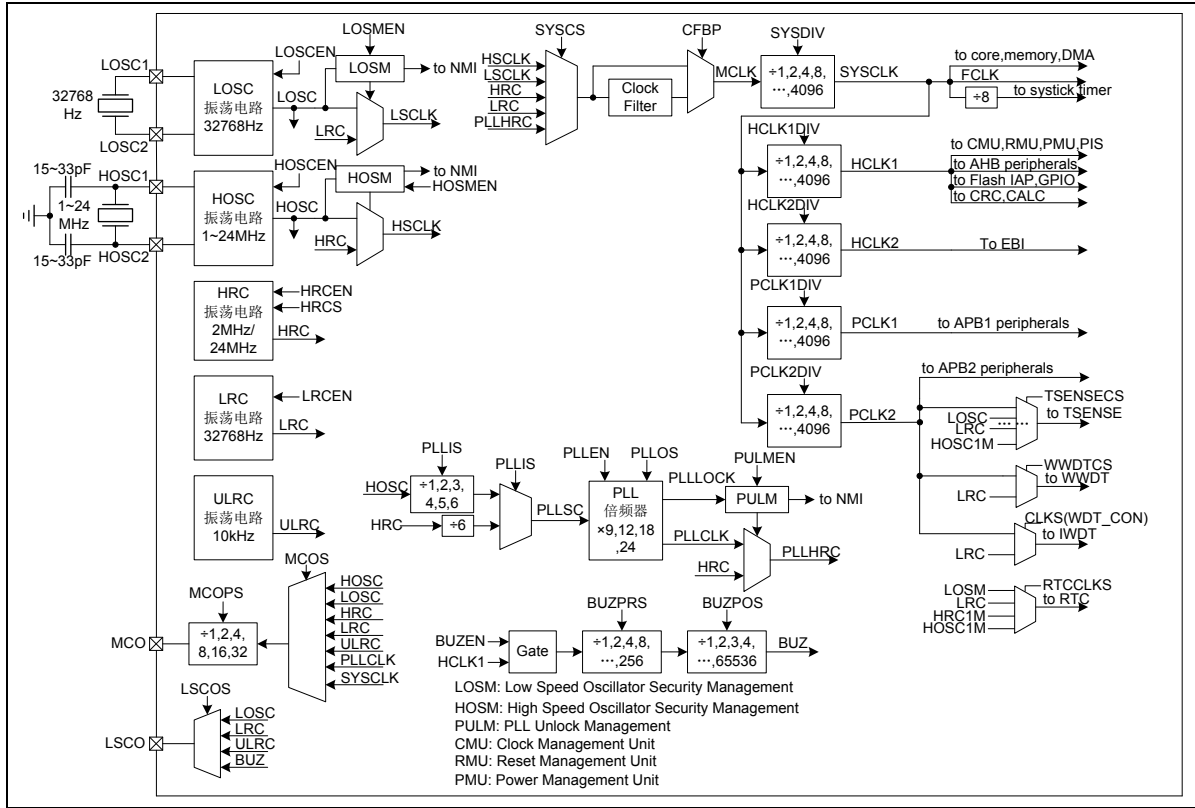 LOSMEN
LOSCEN
LOSC1
32768
Hz
LOSC2
LOSC
振荡电路
32768Hz
LOSC
LOSM
to NMI
LRC
LSCLK
15~33pF
HOSC1
1~24
MHz
HOSC2
15~33pF
HOSCEN
HOSC
振荡电路
1~24MHz
HOSC
HOSM
to NMI
HOSMEN
HRC
HSCLK
HRC
振荡电路
2MHz/
24MHz
HRCEN
HRCS
HRC
LRC
振荡电路
32768Hz
LRCEN
LRC
ULRC
振荡电路
10kHz
ULRC
SYSCS
HSCLK
LSCLK
HRC
LRC
PLLHRC
Clock
Filter
CFBP
MCLK
SYSDIV
÷1,2,4,8,
…,4096
SYSCLK
to core,memory,DMA
FCLK
÷8
to systick timer
HCLK1DIV
÷1,2,4,8,
…,4096
HCLK1
to CMU,RMU,PMU,PIS
to AHB peripherals
to Flash IAP,GPIO
to CRC,CALC
HCLK2DIV
÷1,2,4,8,
…,4096
HCLK2
To EBI
PCLK1DIV
÷1,2,4,8,
…,4096
PCLK1
to APB1 peripherals
PCLK2DIV
÷1,2,4,8,
…,4096
PCLK2
to APB2 peripherals
TSENSECS
LOSC
……
LRC
HOSC1M
to TSENSE
WWDTCS
LRC
to WWDT
CLKS(WDT_CON)
LRC
to IWDT
RTCCLKS
LOSM
LRC
HRC1M
HOSC1M
to RTC
PLLIS
HOSC
÷1,2,3,
4,5,6
HRC
÷6
PLLIS
PLLSC
PLLEN
PLLOS
PLL
倍频器
×9,12,18
,24
PLLLOCK
PLLCLK
PULMEN
PULM
to NMI
HRC
PLLHRC
MCOS
MCOPS
MCO
÷1,2,4,
8,16,32
HOSC
LOSC
HRC
LRC
ULRC
PLLCLK
SYSCLK
LSCOS
LSCO
LOSC
LRC
ULRC
BUZ
BUZEN
HCLK1
Gate
BUZPRS
÷1,2,4,8,
…,256
BUZPOS
÷1,2,3,4,
…,65536
BUZ
LOSM: Low Speed Oscillator Security Management
HOSM: High Speed Oscillator Security Management
PULM: PLL Unlock Management
CMU: Clock Management Unit
RMU: Reset Management Unit
PMU: Power Management Unit